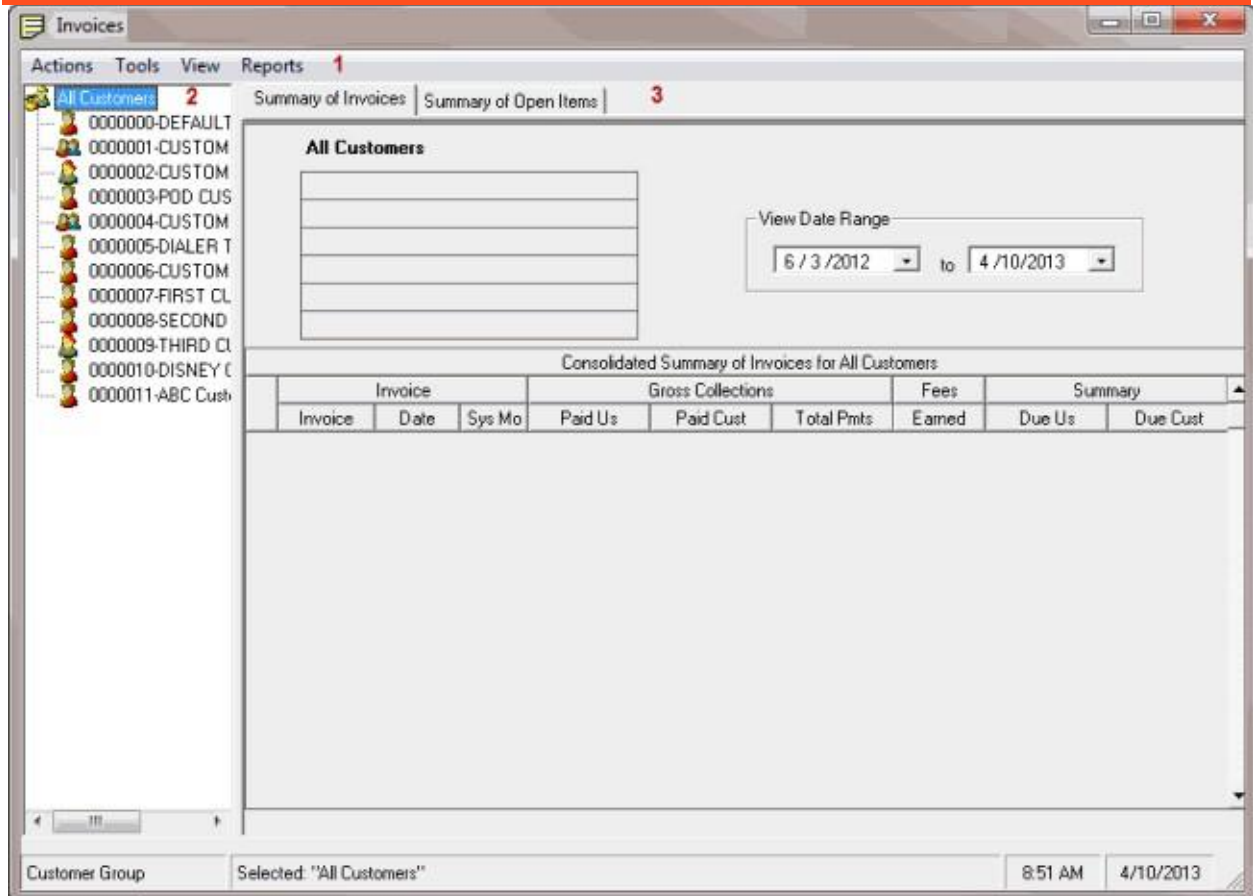 Invoices
Actions Tools View Reports 1
All Customers 2
0000000-DEFAULT
0000001-CUSTOM
0000002-CUSTOM
0000003-POD CUS
0000004-CUSTOM
0000005-DIALER T
0000006-CUSTOM
0000007-FIRST CL
0000008-SECOND
0000009-THIRD CL
0000010-DISNEY (
0000011-ABC Cust
Summary of Invoices Summary of Open Items 3
All Customers
View Date Range
6 / 3 /2012 to 4 /10/2013
Consolidated Summary of Invoices for All Customers
Invoice Gross Collections Fees Summary
Invoice Date Sys Mo Paid Us Paid Cust Total Pmts Earned Due Us Due Cust
Customer Group Selected: "All Customers" 8:51 AM 4/10/2013